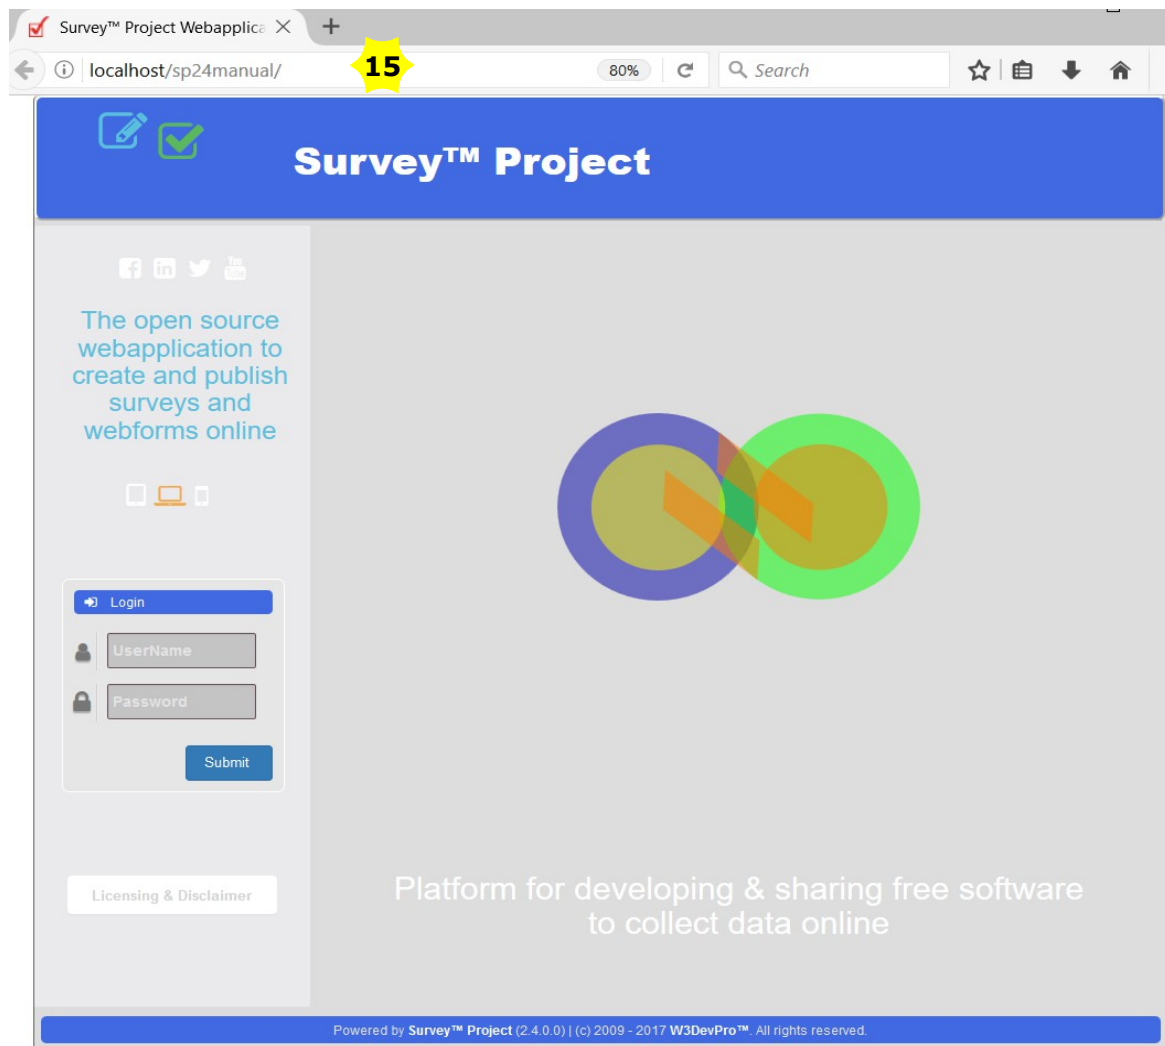 Survey™ Project Webapplica
localhost/sp24manual/
15
80%
Search
Survey™ Project
The open source
webapplication to
create and publish
surveys and
webforms online
Login
UserName
Password
Submit
Licensing & Disclaimer
Platform for developing & sharing free software
to collect data online
Powered by Survey™ Project (2.4.0.0) | (c) 2009 - 2017 W3DevPro™. All rights reserved.